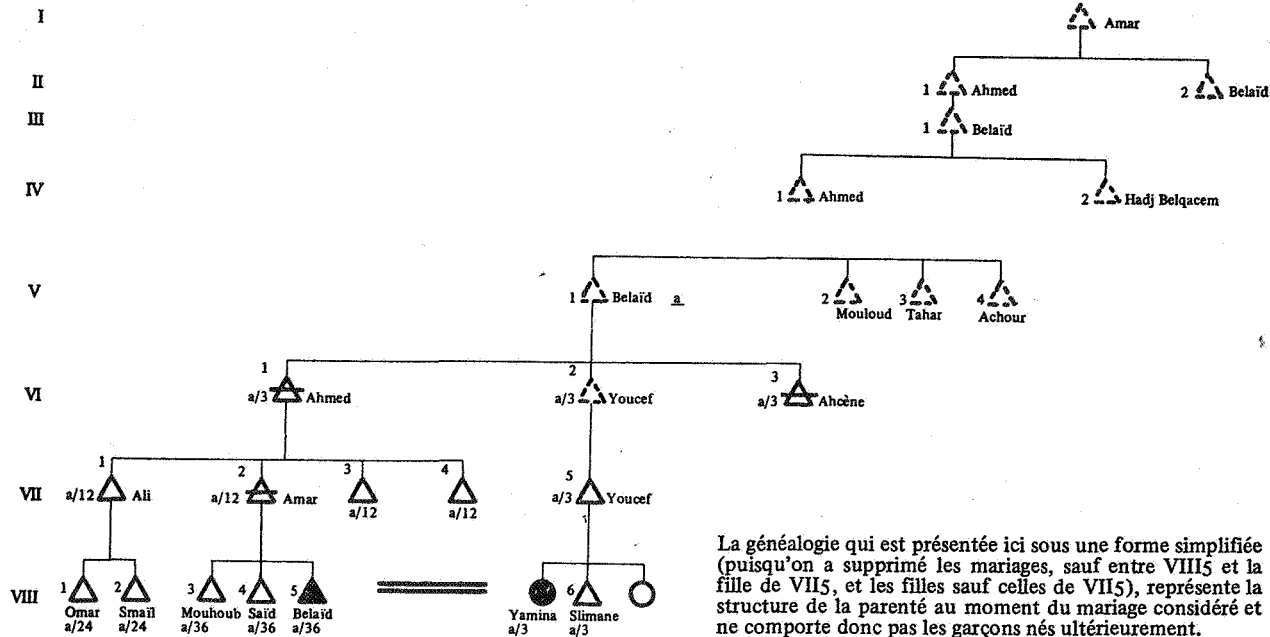 I
Amar
II
1 Ahmed
2 Belaïd
III
1 Belaïd
IV
1 Ahmed
2 Hadj Belqacem
V
1 Belaïd a
2 Mouloud
3 Tahar
4 Achour
VI
1 a/3 Ahmed
2 a/3 Youcef
3 a/3 Ahcène
VII
1 a/12 Ali
2 a/12 Amar
3 a/12
4 a/12
5 a/3 Youcef
VIII
1 Omar a/24
2 Smaïl a/24
3 Mouhoub a/36
4 Saïd a/36
5 Belaïd a/36
Yamina a/3
6 Slimane a/3
La généalogie qui est présentée ici sous une forme simplifiée
(puisqu'on a supprimé les mariages, sauf entre VIII5 et la
fille de VII5, et les filles sauf celles de VII5), représente la
structure de la parenté au moment du mariage considéré et
ne comporte donc pas les garçons nés ultérieurement.